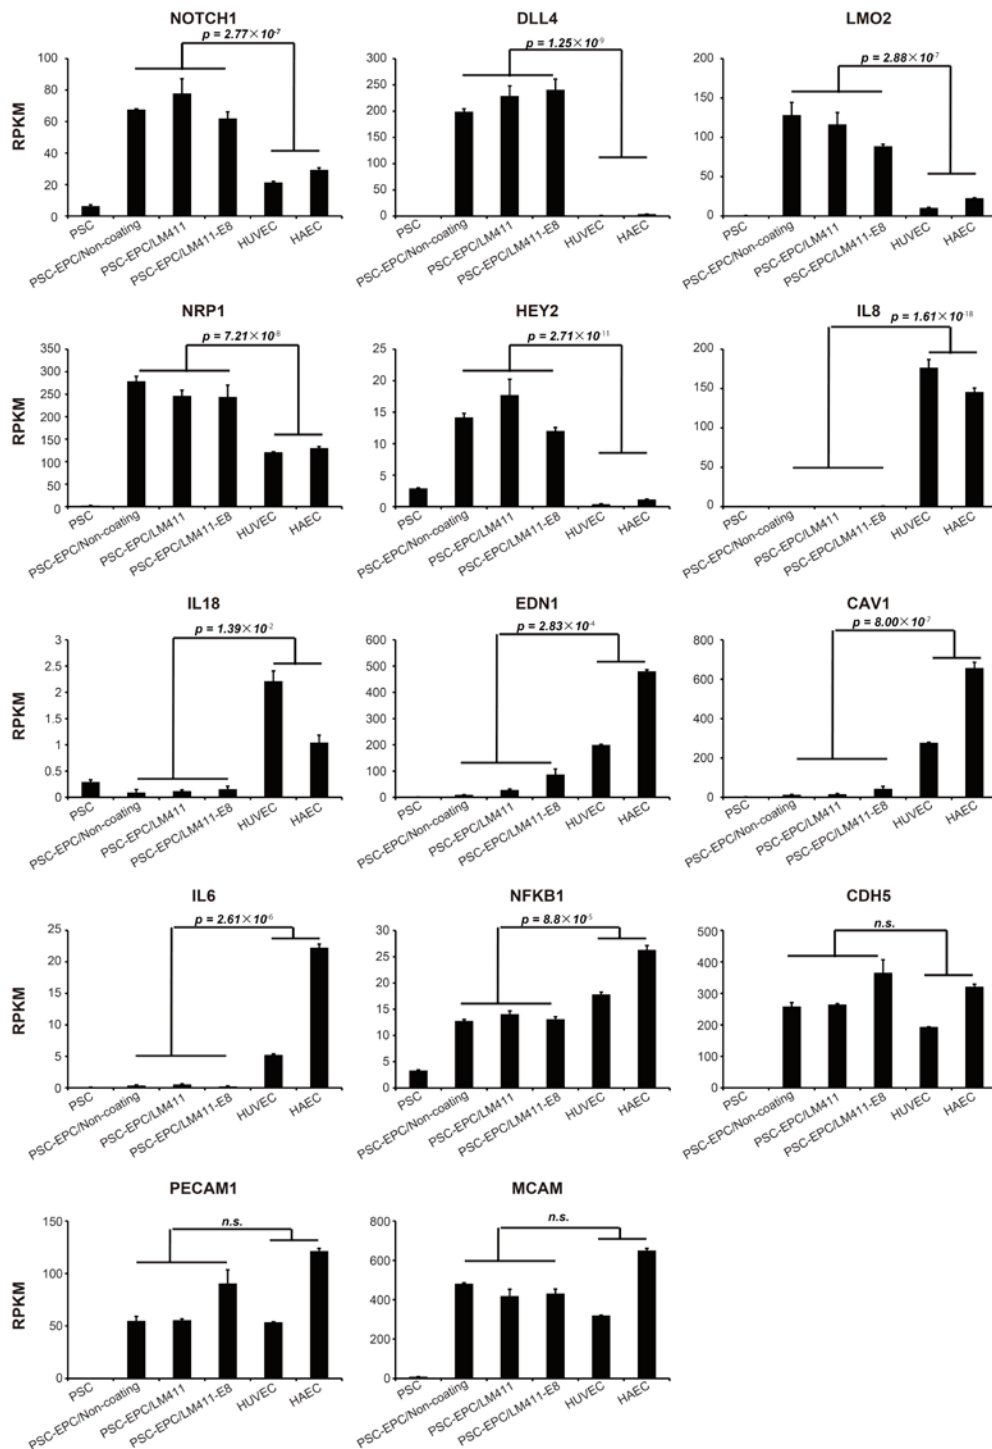 NOTCH1
p = 2.77×10-7
RPKM
100
80
60
40
20
0
PSC
PSC-EPC/Non-coating
PSC-EPC/LM411
PSC-EPC/LM411-E8
HUVEC
HAEC
DLL4
p = 1.25×10-9
300
250
200
150
100
50
0
PSC
PSC-EPC/Non-coating
PSC-EPC/LM411
PSC-EPC/LM411-E8
HUVEC
HAEC
LMO2
p = 2.88×10-7
200
150
100
50
0
PSC
PSC-EPC/Non-coating
PSC-EPC/LM411
PSC-EPC/LM411-E8
HUVEC
HAEC
NRP1
p = 7.21×10-8
RPKM
350
300
250
200
150
100
50
0
PSC
PSC-EPC/Non-coating
PSC-EPC/LM411
PSC-EPC/LM411-E8
HUVEC
HAEC
HEY2
p = 2.71×10-11
25
20
15
10
5
0
PSC
PSC-EPC/Non-coating
PSC-EPC/LM411
PSC-EPC/LM411-E8
HUVEC
HAEC
IL8
p = 1.61×10-18
200
150
100
50
0
PSC
PSC-EPC/Non-coating
PSC-EPC/LM411
PSC-EPC/LM411-E8
HUVEC
HAEC
IL18
p = 1.39×10-2
RPKM
3
2.5
2
1.5
1
0.5
0
PSC
PSC-EPC/Non-coating
PSC-EPC/LM411
PSC-EPC/LM411-E8
HUVEC
HAEC
EDN1
p = 2.83×10-4
600
500
400
300
200
100
0
PSC
PSC-EPC/Non-coating
PSC-EPC/LM411
PSC-EPC/LM411-E8
HUVEC
HAEC
CAV1
p = 8.00×10-7
800
600
400
200
0
PSC
PSC-EPC/Non-coating
PSC-EPC/LM411
PSC-EPC/LM411-E8
HUVEC
HAEC
IL6
p = 2.61×10-6
RPKM
25
20
15
10
5
0
PSC
PSC-EPC/Non-coating
PSC-EPC/LM411
PSC-EPC/LM411-E8
HUVEC
HAEC
NFKB1
p = 8.8×10-5
30
25
20
15
10
5
0
PSC
PSC-EPC/Non-coating
PSC-EPC/LM411
PSC-EPC/LM411-E8
HUVEC
HAEC
CDH5
n.s.
500
400
300
200
100
0
PSC
PSC-EPC/Non-coating
PSC-EPC/LM411
PSC-EPC/LM411-E8
HUVEC
HAEC
PECAM1
n.s.
RPKM
150
100
50
0
PSC
PSC-EPC/Non-coating
PSC-EPC/LM411
PSC-EPC/LM411-E8
HUVEC
HAEC
MCAM
n.s.
800
600
400
200
0
PSC
PSC-EPC/Non-coating
PSC-EPC/LM411
PSC-EPC/LM411-E8
HUVEC
HAEC